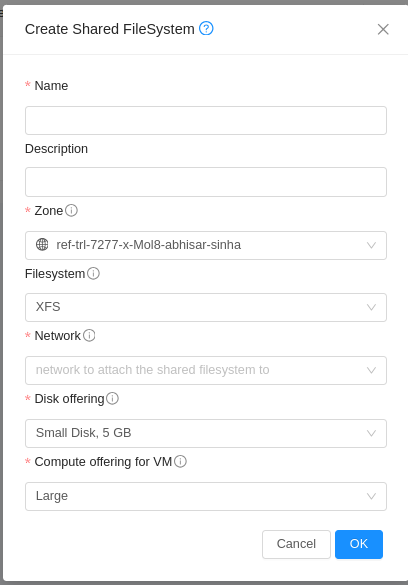 Create Shared FileSystem
* Name
Description
* Zone
ref-trl-7277-x-Mol8-abhisar-sinha
Filesystem
XFS
* Network
network to attach the shared filesystem to
* Disk offering
Small Disk, 5 GB
* Compute offering for VM
Large
Cancel OK